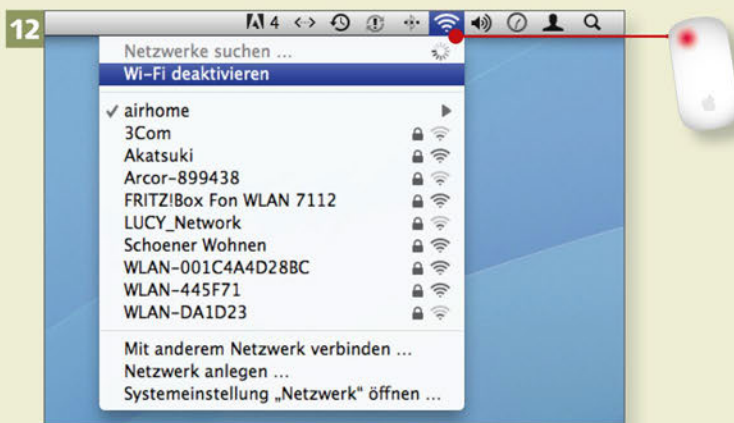 12
4
Netzwerke suchen ...
Wi-Fi deaktivieren
✓ airhome
3Com
Akatsuki
Arcor-899438
FRITZ!Box Fon WLAN 7112
LUCY_Network
Schoener Wohnen
WLAN-001C4A4D28BC
WLAN-445F71
WLAN-DA1D23
Mit anderem Netzwerk verbinden ...
Netzwerk anlegen ...
Systemeinstellung „Netzwerk“ öffnen ...